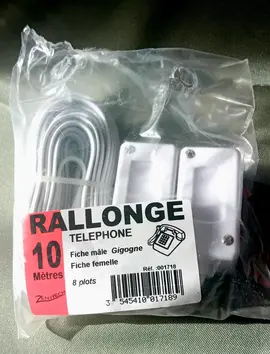 RALLONGE
TELEPHONE
10
Mètres
Fiche mâle Gigogne
Fiche femelle
8 plots
Réf. :001718
3 545410 017189